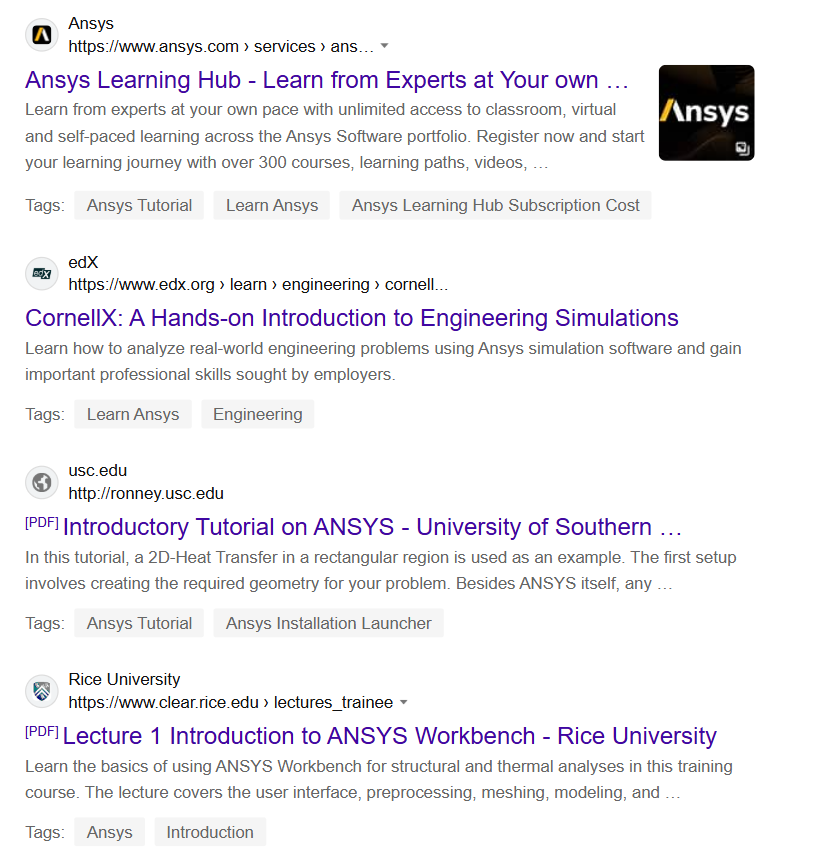 Ansys
https://www.ansys.com › services › ans…
Ansys Learning Hub - Learn from Experts at Your own …
Learn from experts at your own pace with unlimited access to classroom, virtual
and self-paced learning across the Ansys Software portfolio. Register now and start
your learning journey with over 300 courses, learning paths, videos, …
Ansys
Tags: Ansys Tutorial Learn Ansys Ansys Learning Hub Subscription Cost
edX
edX
https://www.edx.org › learn › engineering › cornell...
CornellX: A Hands-on Introduction to Engineering Simulations
Learn how to analyze real-world engineering problems using Ansys simulation software and gain
important professional skills sought by employers.
Tags: Learn Ansys Engineering
usc.edu
http://ronney.usc.edu
[PDF] Introductory Tutorial on ANSYS - University of Southern …
In this tutorial, a 2D-Heat Transfer in a rectangular region is used as an example. The first setup
involves creating the required geometry for your problem. Besides ANSYS itself, any …
Tags: Ansys Tutorial Ansys Installation Launcher
Rice University
https://www.clear.rice.edu › lectures_trainee
[PDF] Lecture 1 Introduction to ANSYS Workbench - Rice University
Learn the basics of using ANSYS Workbench for structural and thermal analyses in this training
course. The lecture covers the user interface, preprocessing, meshing, modeling, and …
Tags: Ansys Introduction